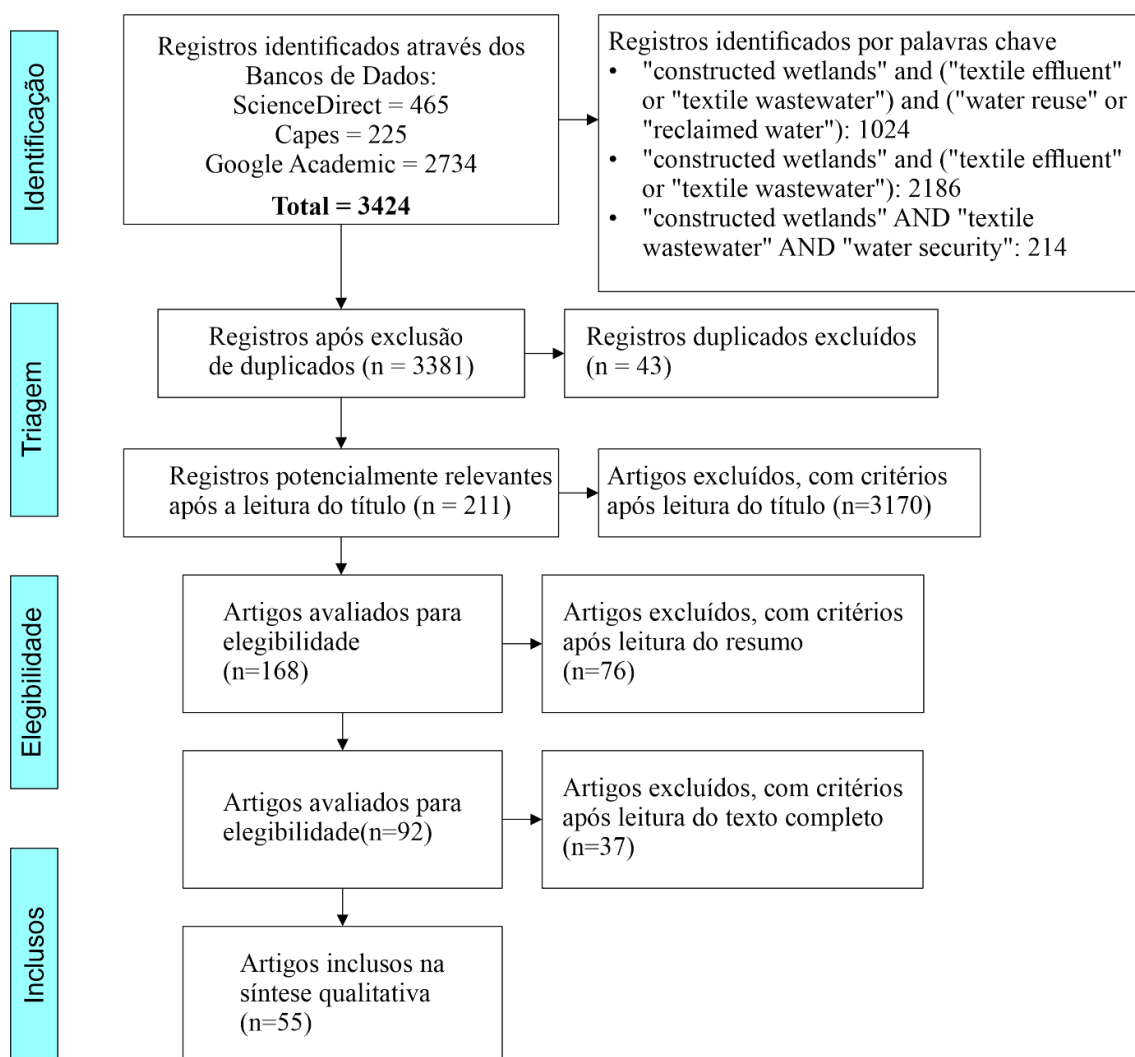 Identificação
Registros identificados através dos
Bancos de Dados:
ScienceDirect = 465
Capes = 225
Google Academic = 2734
Total = 3424
Registros identificados por palavras chave
• "constructed wetlands" and ("textile effluent"
or "textile wastewater") and ("water reuse" or
"reclaimed water"): 1024
• "constructed wetlands" and ("textile effluent"
or "textile wastewater"): 2186
• "constructed wetlands" AND "textile
wastewater" AND "water security": 214
Triagem
Registros após exclusão
de duplicados (n = 3381)
Registros duplicados excluídos
(n = 43)
Registros potencialmente relevantes
após a leitura do título (n = 211)
Artigos excluídos, com critérios
após leitura do título (n=3170)
Elegibilidade
Artigos avaliados para
elegibilidade
(n=168)
Artigos excluídos, com critérios
após leitura do resumo
(n=76)
Artigos avaliados para
elegibilidade(n=92)
Artigos excluídos, com critérios
após leitura do texto completo
(n=37)
Inclusos
Artigos inclusos na
síntese qualitativa
(n=55)